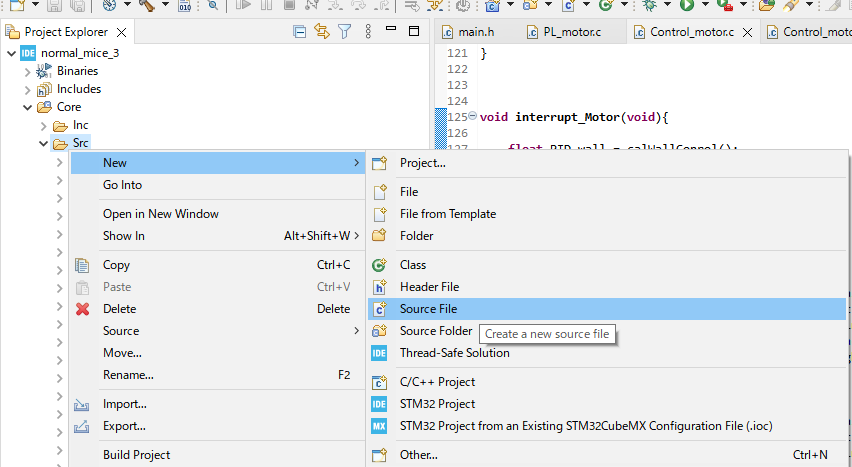 Project Explorer
main.h
PL_motor.c
Control_motor.c
Control_moto
normal_mice_3
Binaries
Includes
Core
Inc
Src
121 }
122
123
124
125 void interrupt_Motor(void){
126
New
Go Into
Open in New Window
Show In Alt+Shift+W
Copy Ctrl+C
Paste Ctrl+V
Delete Delete
Source
Move...
Rename... F2
Import...
Export...
Build Project
Project...
File
File from Template
Folder
Class
Header File
Source File
Source Folder
Create a new source file
Thread-Safe Solution
C/C++ Project
STM32 Project
STM32 Project from an Existing STM32CubeMX Configuration File (.ioc)
Other... Ctrl+N
IDE
IDE
IDE
MX